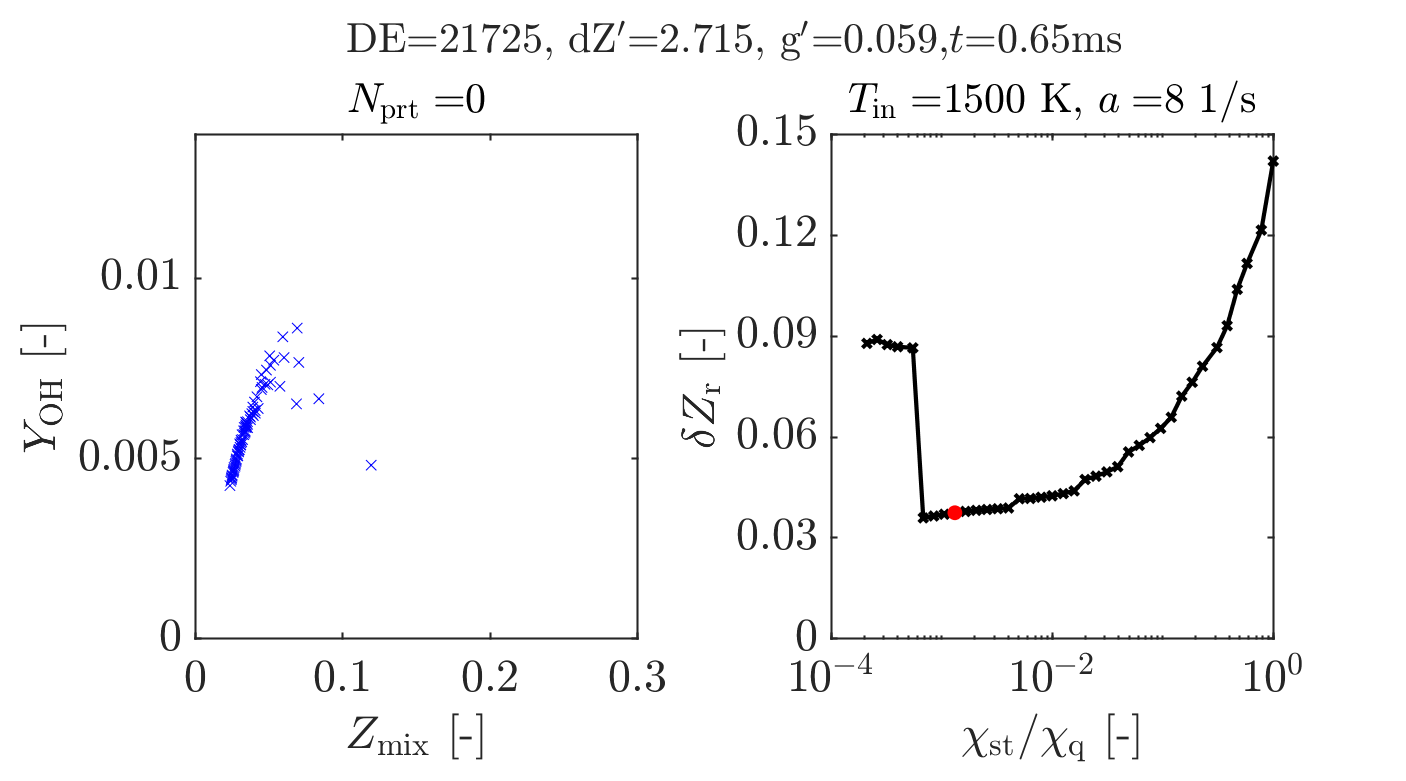 DE=21725, dZ′=2.715, g′=0.059,t=0.65ms
N_prt =0
T_in =1500 K, a =8 1/s
0.01
0.005
0
Y_OH [-]
0
0.1
0.2
0.3
Z_mix [-]
0.15
0.12
0.09
0.06
0.03
0
δZ_r [-]
10^−4
10^−2
10^0
χ_st/χ_q [-]